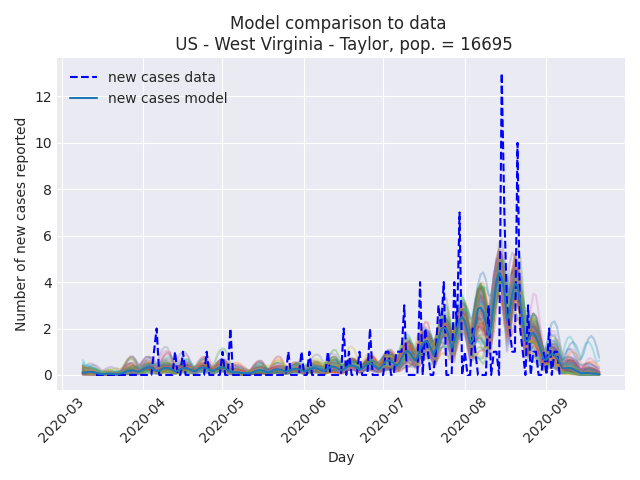 Model comparison to data
US - West Virginia - Taylor, pop. = 16695
new cases data
new cases model
Number of new cases reported
12
10
8
6
4
2
0
2020-03
2020-04
2020-05
2020-06
2020-07
2020-08
2020-09
Day